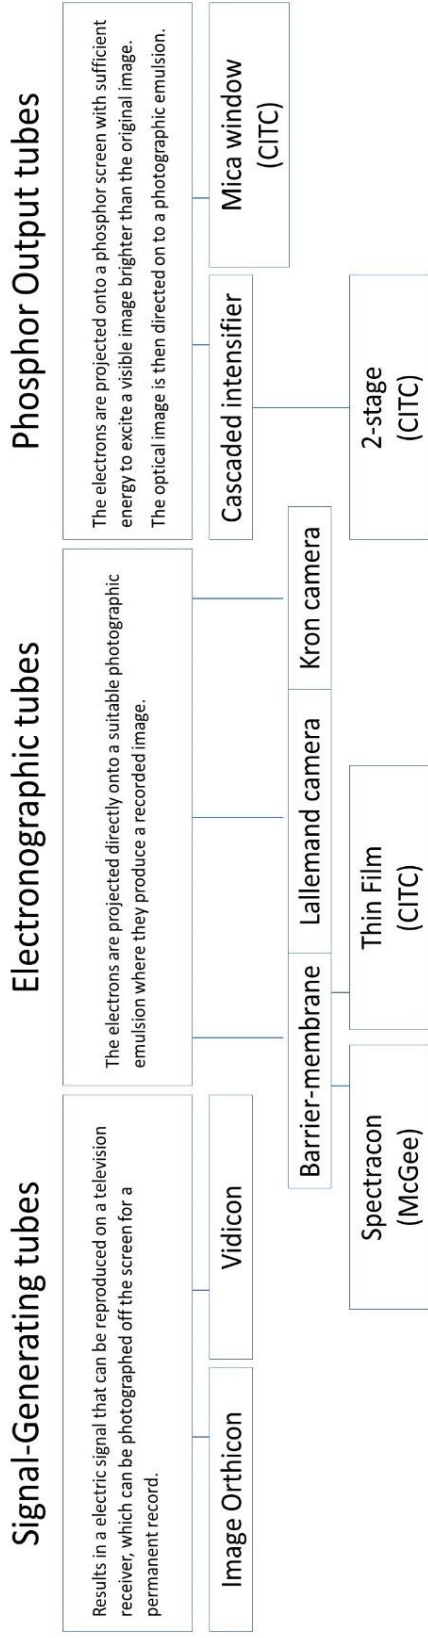 Signal-Generating tubes
Results in a electric signal that can be reproduced on a television
receiver, which can be photographed off the screen for a
permanent record.
Image Orthicon
Vidicon
Electronographic tubes
The electrons are projected directly onto a suitable photographic
emulsion where they produce a recorded image.
Barrier-membrane
Lallemand camera
Kron camera
Spectracon
(McGee)
Thin Film
(CITC)
Phosphor Output tubes
The electrons are projected onto a phosphor screen with sufficient
energy to excite a visible image brighter than the original image.
The optical image is then directed on to a photographic emulsion.
Cascaded intensifier
Mica window
(CITC)
2-stage
(CITC)